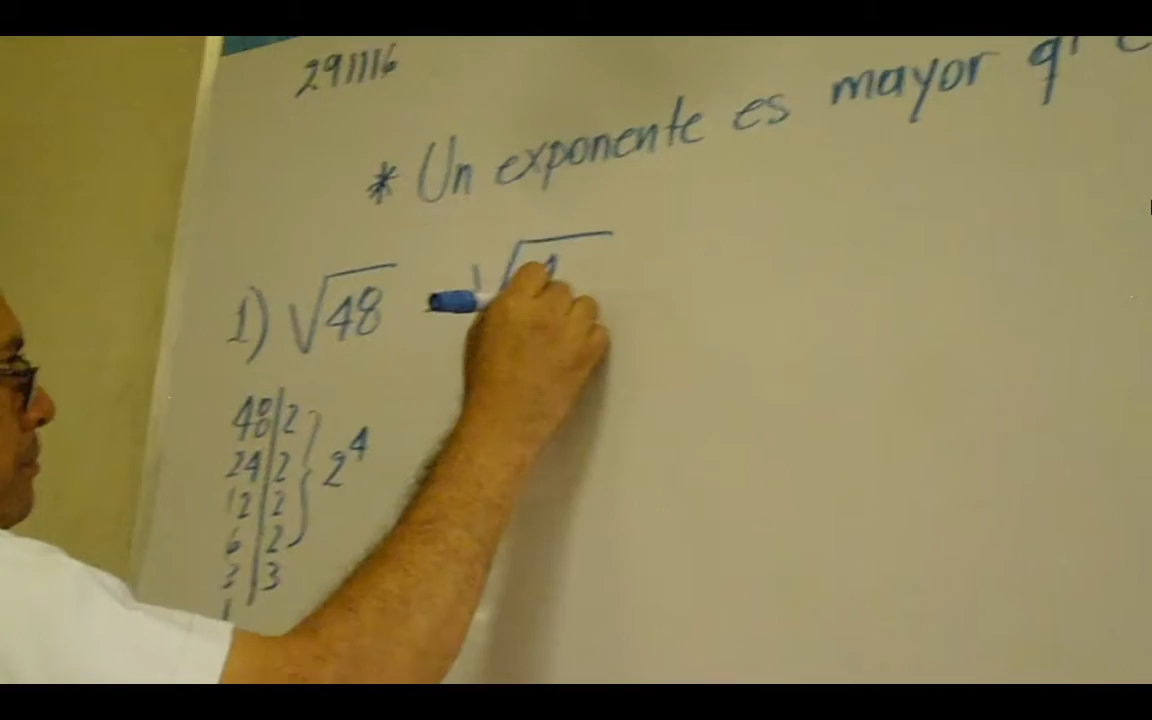 291116
* Un exponente es mayor q'
1) √48 √
48|2
24|2
12|2 } 2⁴
6|2
3|3
1